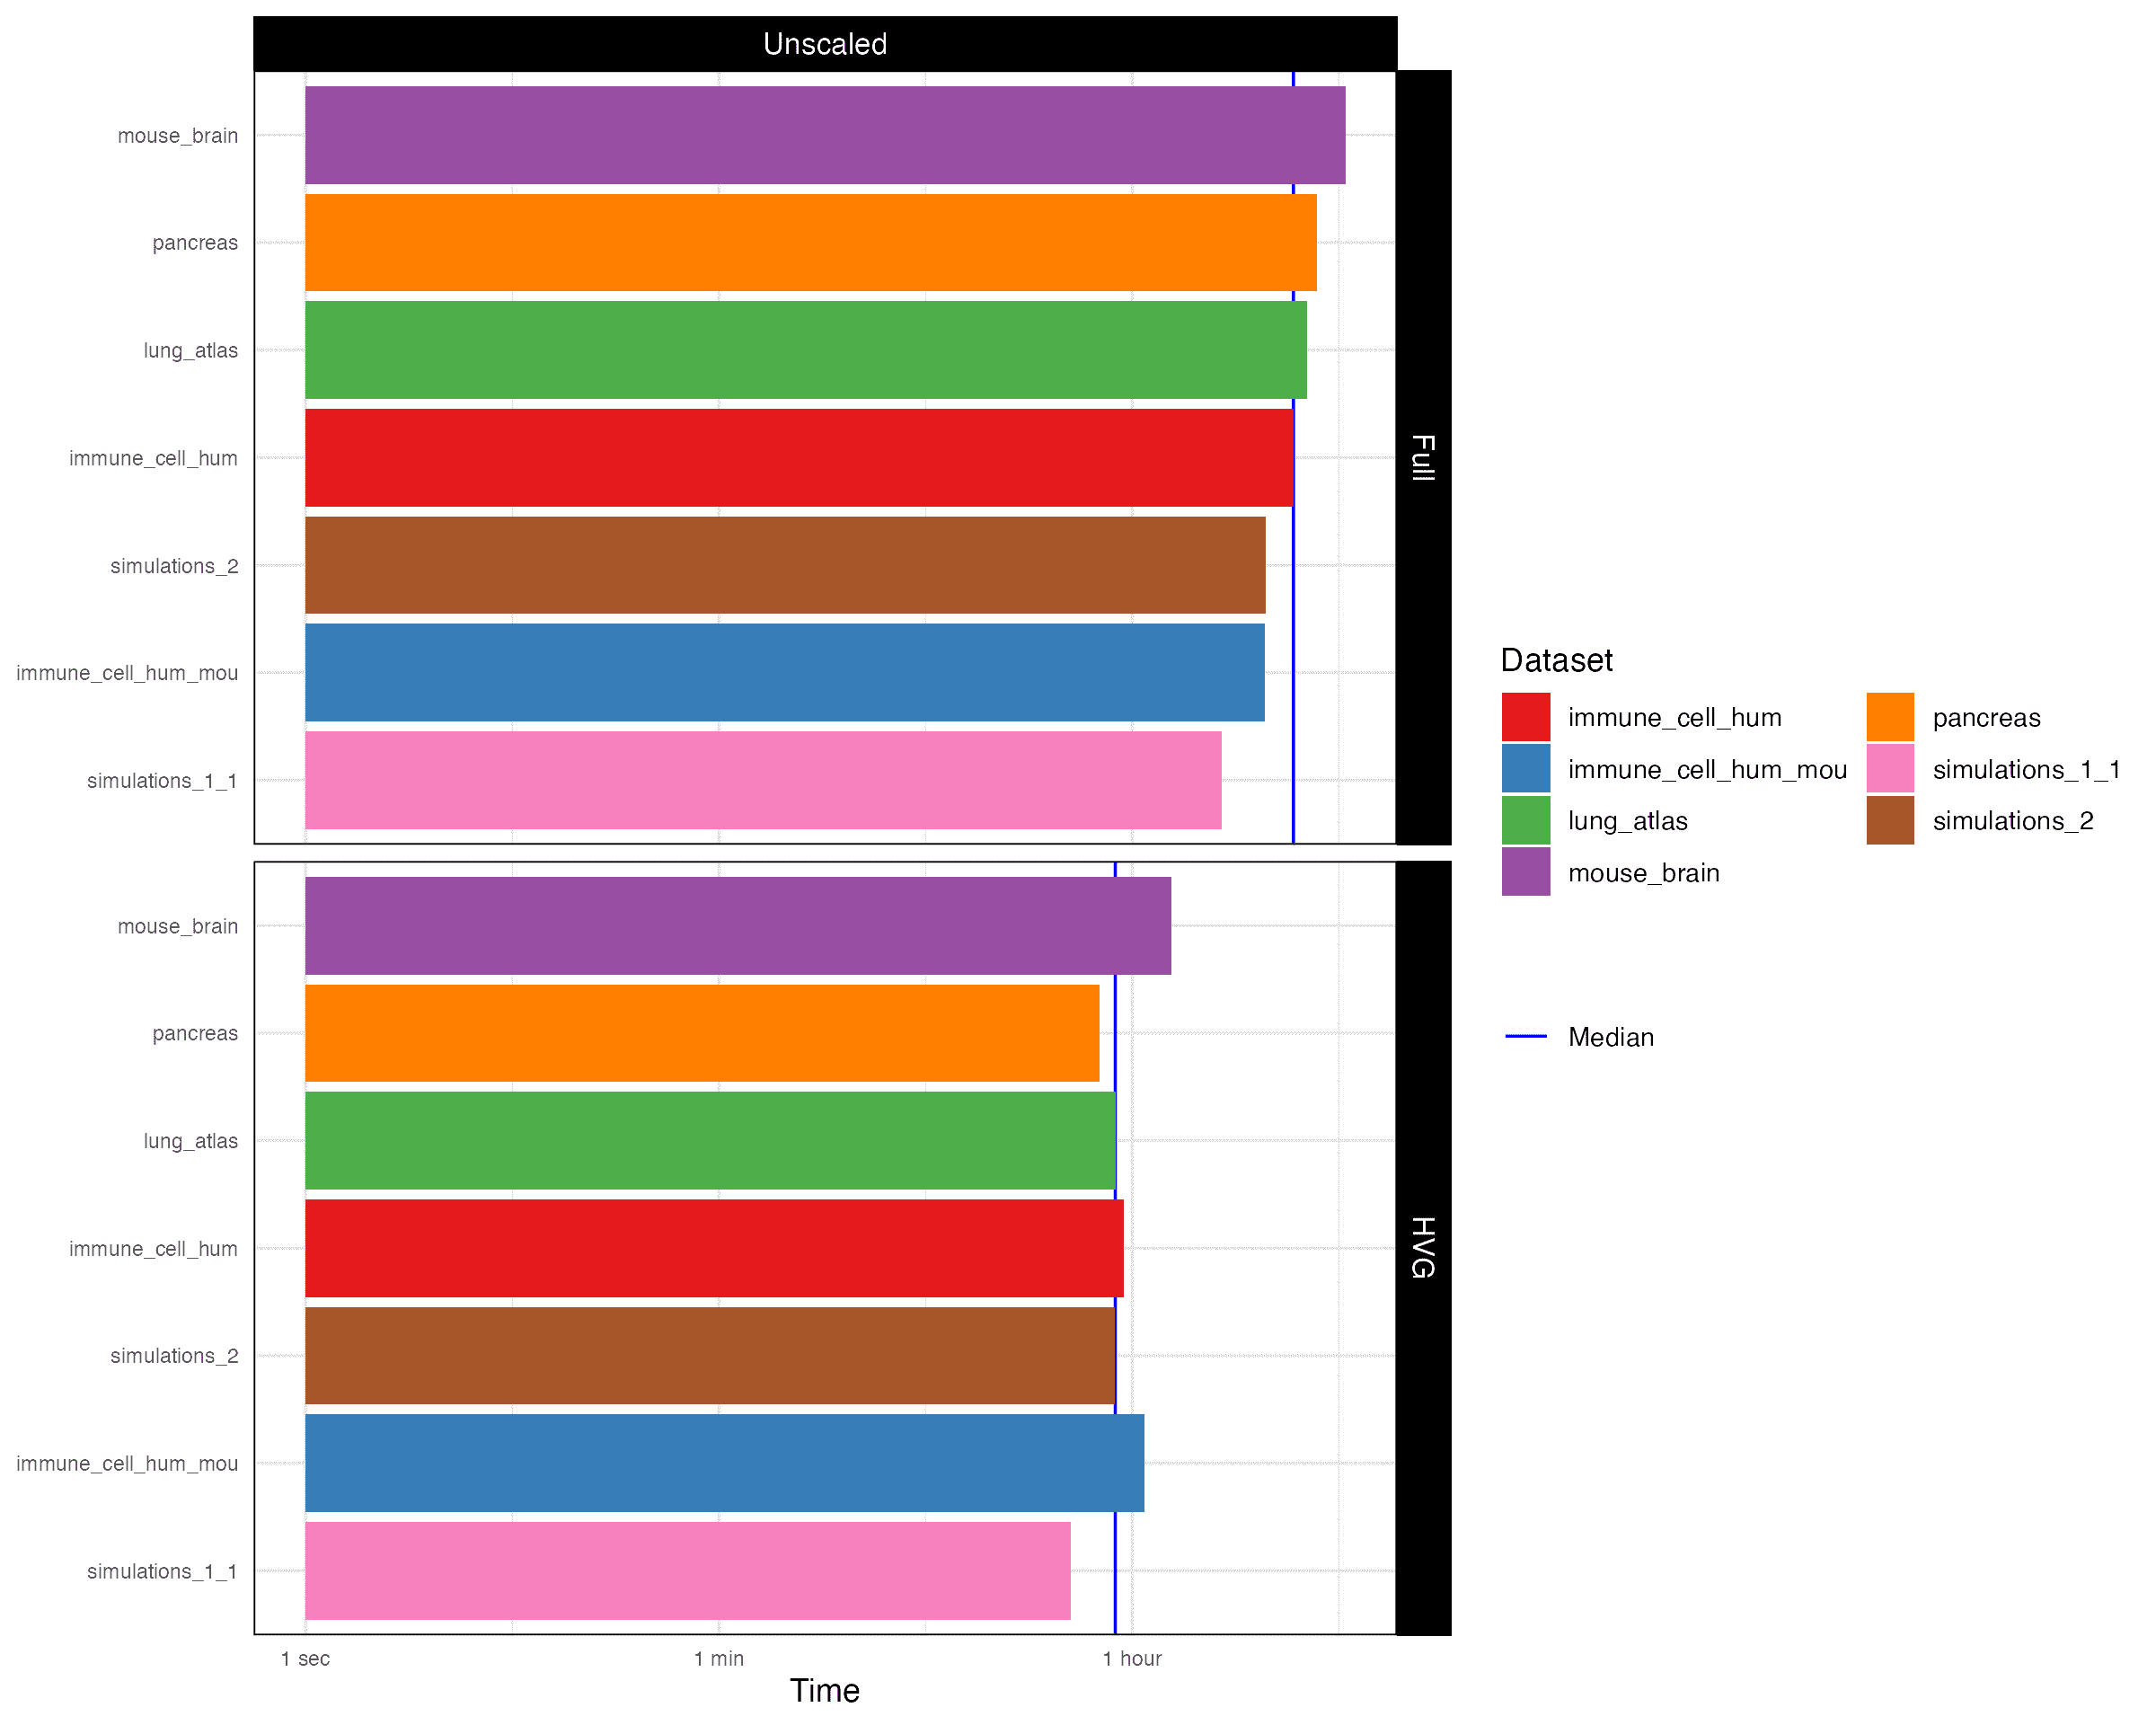 Unscaled
mouse_brain
pancreas
lung_atlas
immune_cell_hum
simulations_2
immune_cell_hum_mou
simulations_1_1
Full
mouse_brain
pancreas
lung_atlas
immune_cell_hum
simulations_2
immune_cell_hum_mou
simulations_1_1
HVG
1 sec
1 min
1 hour
Time
Dataset
immune_cell_hum
immune_cell_hum_mou
lung_atlas
mouse_brain
pancreas
simulations_1_1
simulations_2
Median